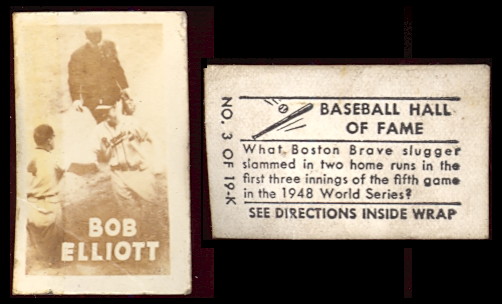 BOB
ELLIOTT
NO. 3 OF 19-K
BASEBALL HALL
OF FAME
What Boston Brave slugger
slammed in two home runs in the
first three innings of the fifth game
in the 1948 World Series?
SEE DIRECTIONS INSIDE WRAP